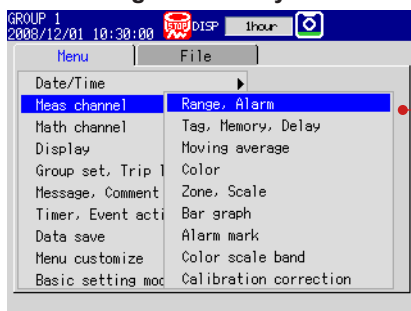 GROUP 1
2008/12/01 10:30:00 STOP DISP 1hour
Menu File
Date/Time
Meas channel Range, Alarm
Math channel Tag, Memory, Delay
Display Moving average
Group set, Trip l Color
Message, Comment Zone, Scale
Timer, Event acti Bar graph
Data save Alarm mark
Menu customize Color scale band
Basic setting mod Calibration correction